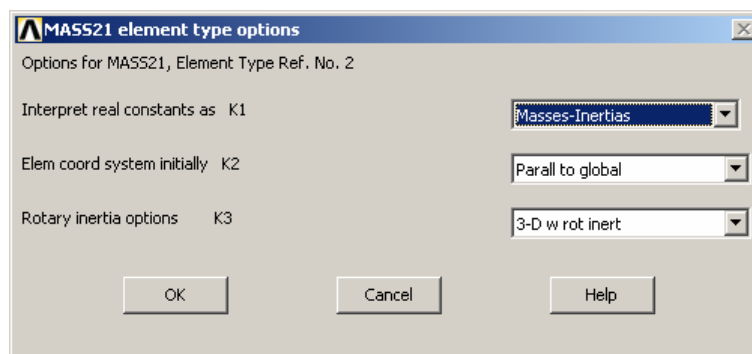 MASS21 element type options
Options for MASS21, Element Type Ref. No. 2
Interpret real constants as K1 Masses-Inertias
Elem coord system initially K2 Parall to global
Rotary inertia options K3 3-D w rot inert
OK Cancel Help